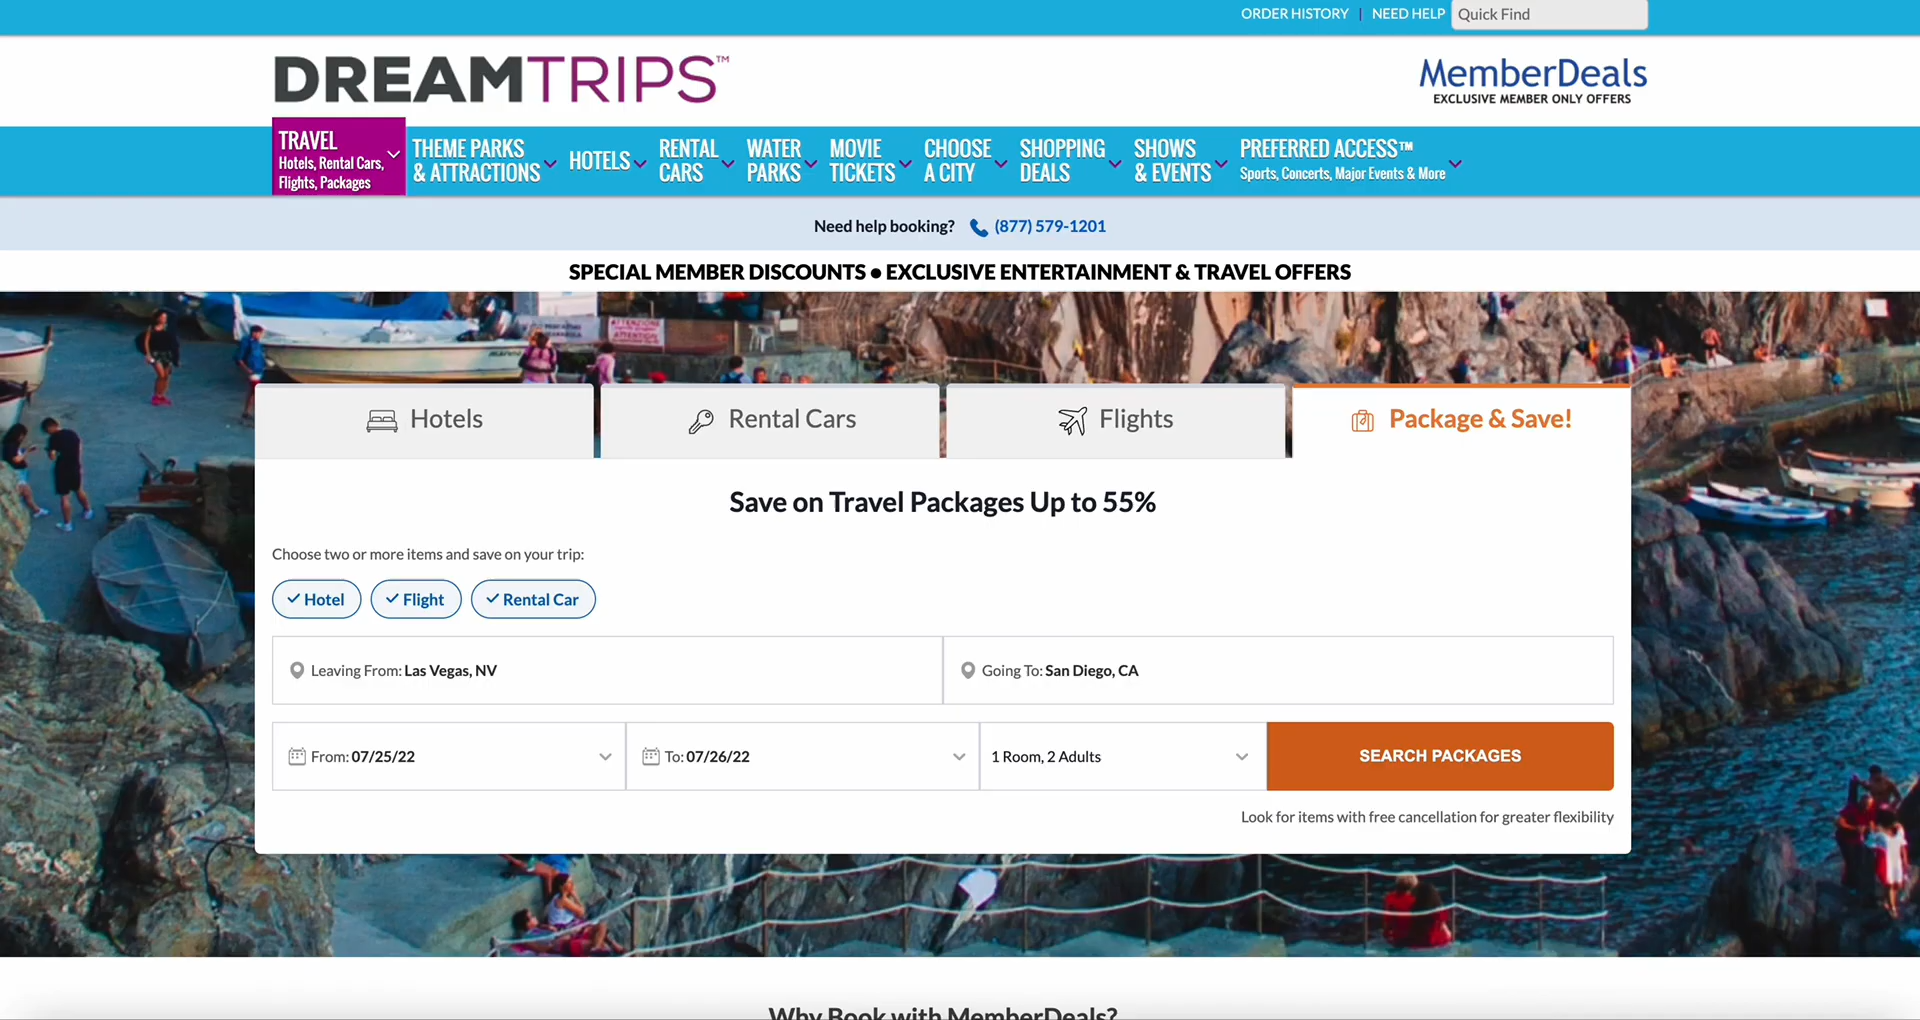 ORDER HISTORY | NEED HELP Quick Find
DREAMTRIPS™
MemberDeals
EXCLUSIVE MEMBER ONLY OFFERS
TRAVEL
Hotels, Rental Cars,
Flights, Packages
THEME PARKS
& ATTRACTIONS
HOTELS
RENTAL
CARS
WATER
PARKS
MOVIE
TICKETS
CHOOSE
A CITY
SHOPPING
DEALS
SHOWS
& EVENTS
PREFERRED ACCESS™
Sports, Concerts, Major Events & More
Need help booking? (877) 579-1201
SPECIAL MEMBER DISCOUNTS ● EXCLUSIVE ENTERTAINMENT & TRAVEL OFFERS
Hotels
Rental Cars
Flights
Package & Save!
Save on Travel Packages Up to 55%
Choose two or more items and save on your trip:
Hotel
Flight
Rental Car
Leaving From: Las Vegas, NV
Going To: San Diego, CA
From: 07/25/22
To: 07/26/22
1 Room, 2 Adults
SEARCH PACKAGES
Look for items with free cancellation for greater flexibility
Why Book with MemberDeals?